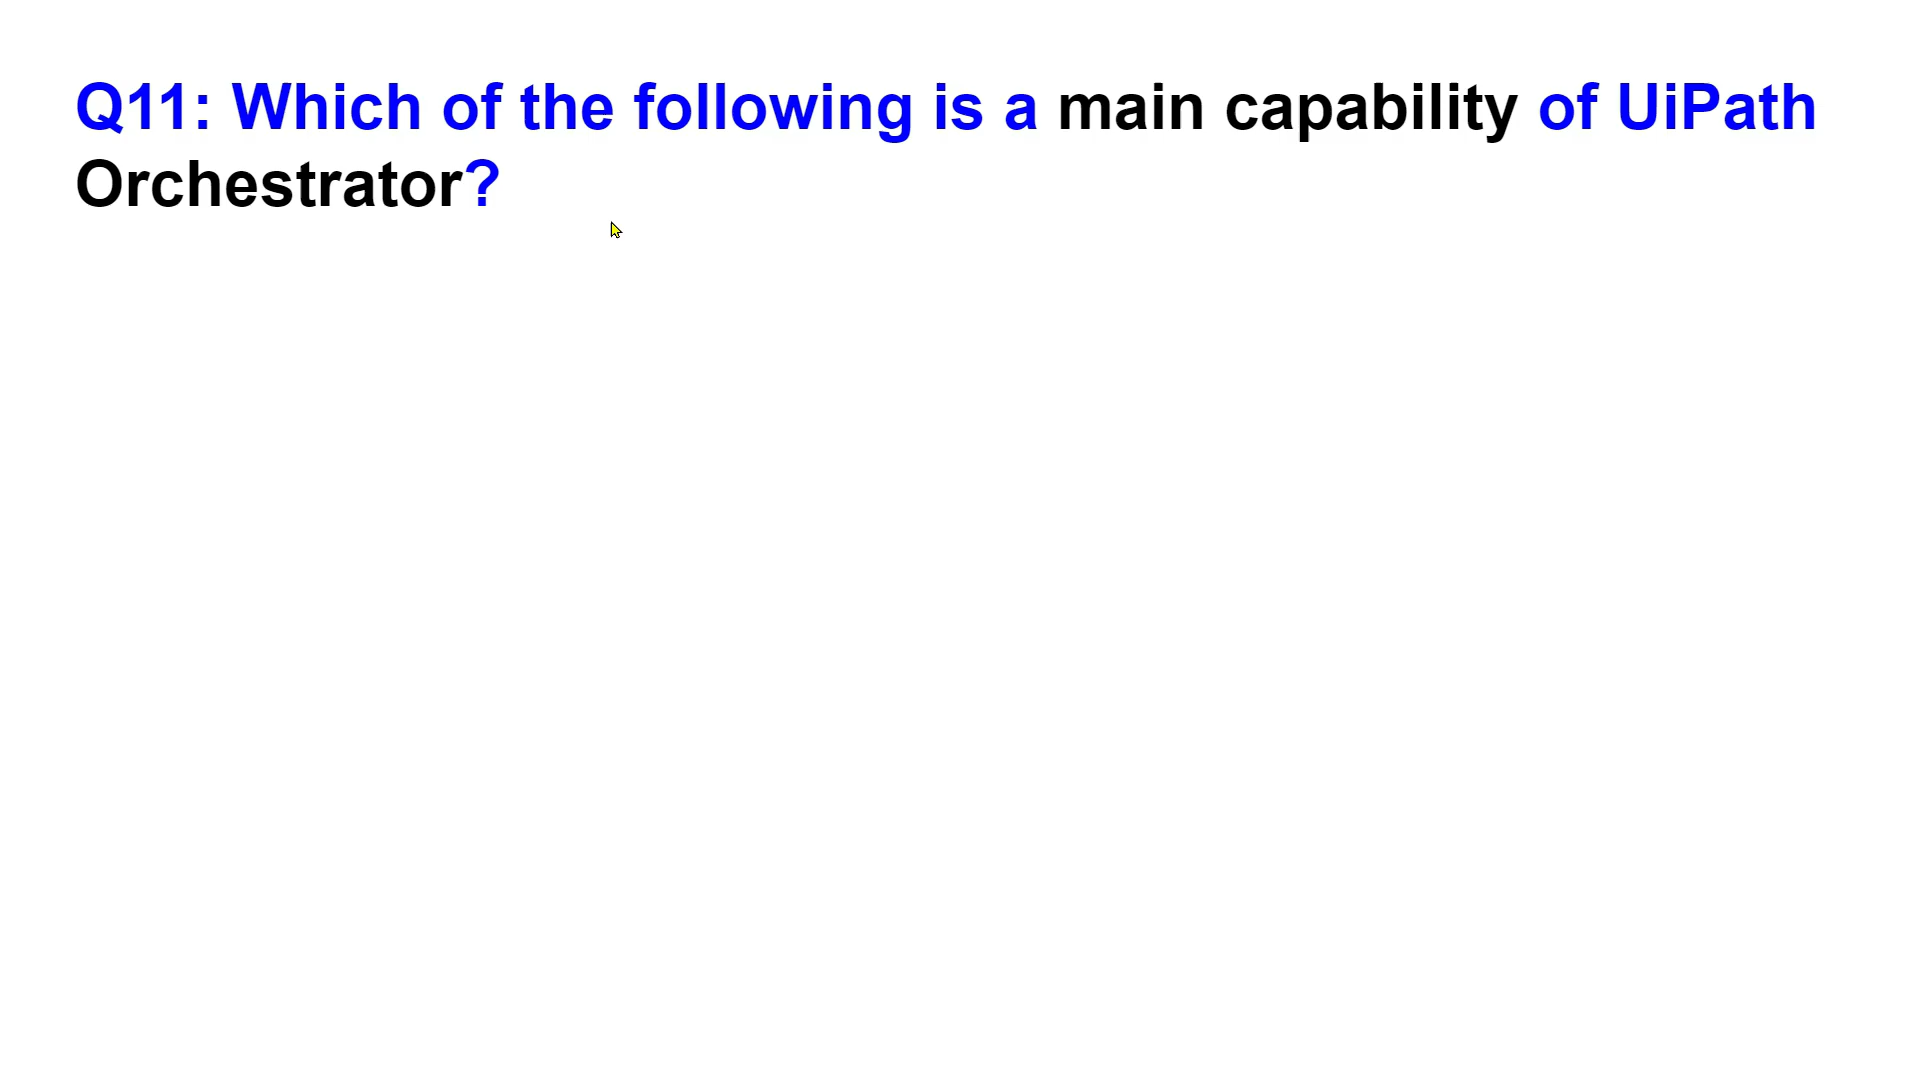 Q11: Which of the following is a main capability of UiPath
Orchestrator?